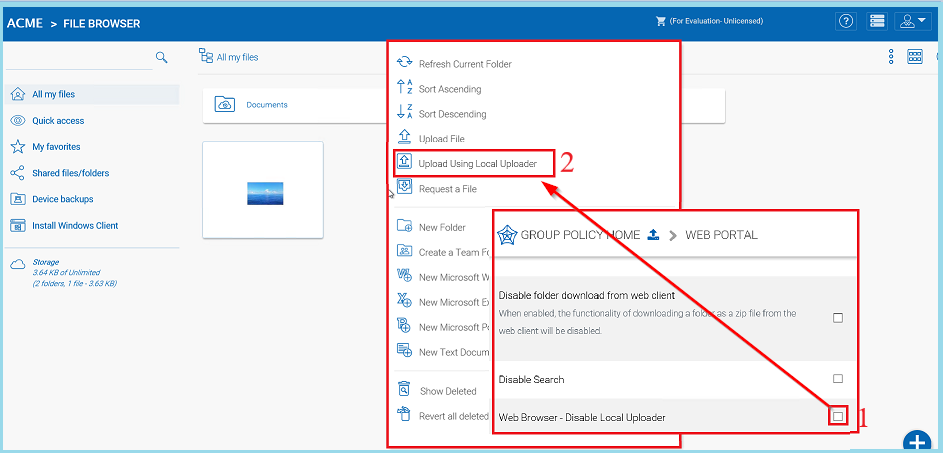 ACME > FILE BROWSER
(For Evaluation- Unlicensed)
All my files
Quick access
My favorites
Shared files/folders
Device backups
Install Windows Client
Storage
3.64 KB of Unlimited
(2 folders, 1 file - 3.63 KB)
All my files
Documents
Refresh Current Folder
Sort Ascending
Sort Descending
Upload File
Upload Using Local Uploader
2
Request a File
New Folder
Create a Team Fo
New Microsoft W
New Microsoft Ex
New Microsoft Po
New Text Docum
Show Deleted
Revert all deleted
GROUP POLICY HOME > WEB PORTAL
Disable folder download from web client
When enabled, the functionality of downloading a folder as a zip file from the
web client will be disabled.
Disable Search
Web Browser - Disable Local Uploader
1